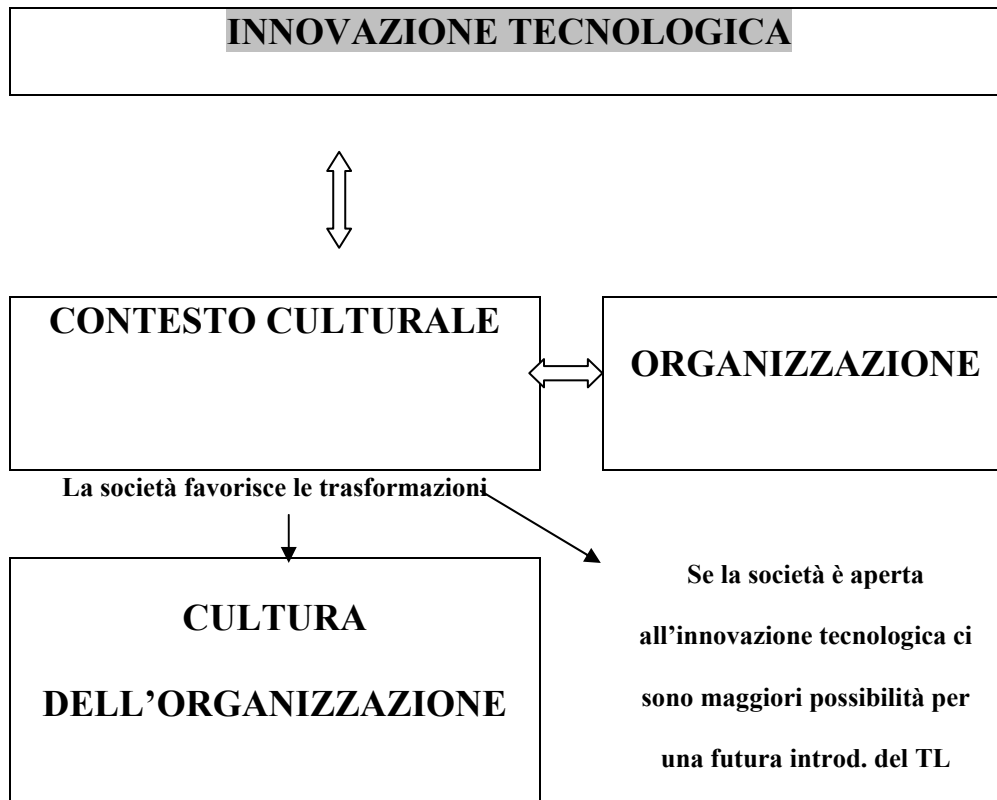 INNOVAZIONE TECNOLOGICA
CONTESTO CULTURALE
ORGANIZZAZIONE
La società favorisce le trasformazioni
CULTURA
DELL’ORGANIZZAZIONE
Se la società è aperta
all’innovazione tecnologica ci
sono maggiori possibilità per
una futura introd. del TL